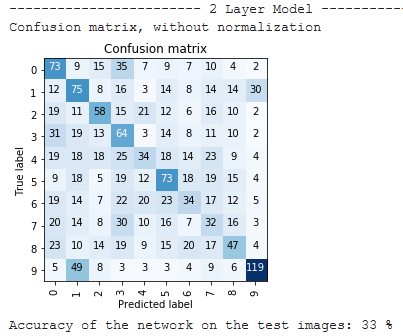 ------------------------ 2 Layer Model -----------
Confusion matrix, without normalization
Confusion matrix
0 73 9 15 35 7 9 7 10 4 2
1 12 75 8 16 3 14 8 14 14 30
2 19 11 58 15 21 12 6 16 10 2
3 31 19 13 64 3 14 8 11 10 2
4 19 18 18 25 34 18 14 23 9 4
5 9 18 5 19 12 73 18 19 15 4
6 19 14 7 22 20 23 34 17 12 5
7 20 14 8 30 10 16 7 32 16 3
8 23 10 14 19 9 15 20 17 47 4
9 5 49 8 3 3 3 4 9 6 119
True label
0 1 2 3 4 5 6 7 8 9
Predicted label
Accuracy of the network on the test images: 33 %